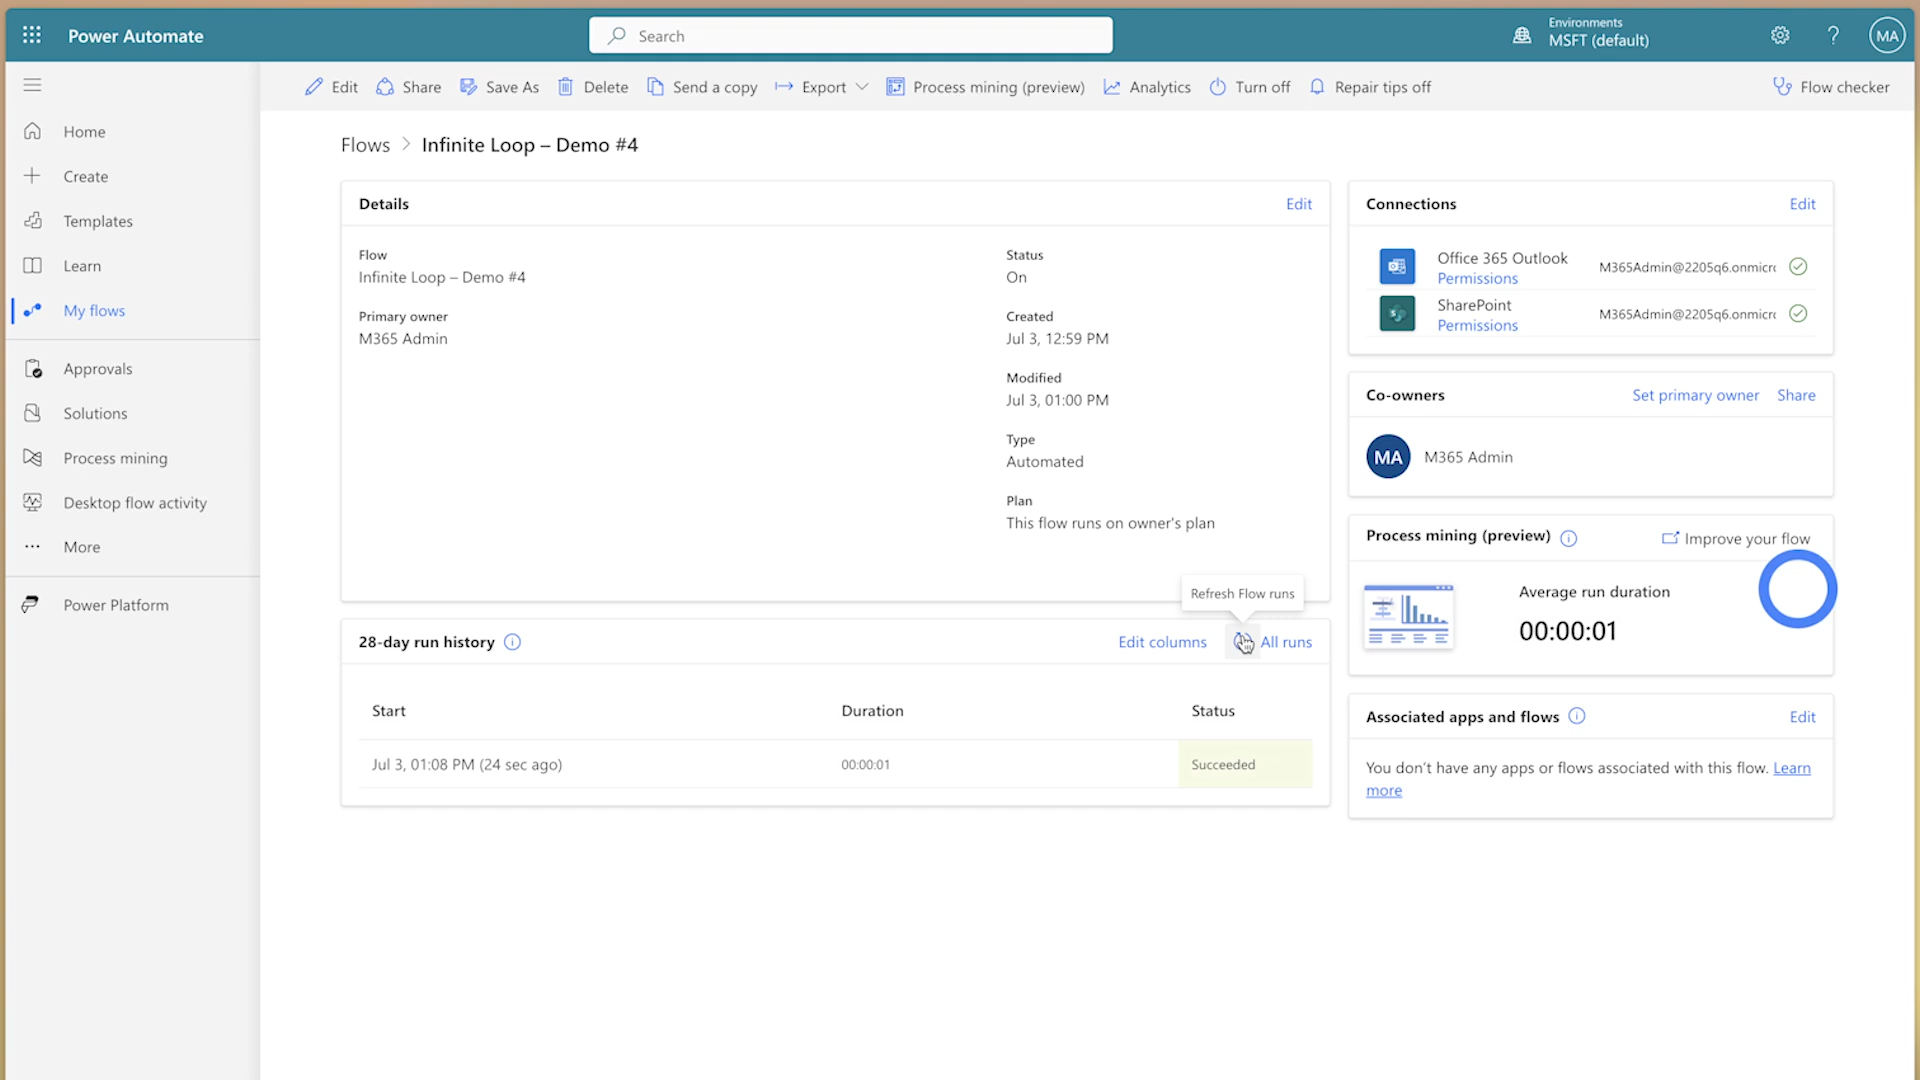 Power Automate
Search
Environments
MSFT (default)
MA
Edit
Share
Save As
Delete
Send a copy
Export
Process mining (preview)
Analytics
Turn off
Repair tips off
Flow checker
Home
Create
Templates
Learn
My flows
Approvals
Solutions
Process mining
Desktop flow activity
More
Power Platform
Flows > Infinite Loop – Demo #4
Details
Edit
Flow
Infinite Loop – Demo #4
Primary owner
M365 Admin
Status
On
Created
Jul 3, 12:59 PM
Modified
Jul 3, 01:00 PM
Type
Automated
Plan
This flow runs on owner's plan
Refresh Flow runs
28-day run history
Edit columns
All runs
Start Duration Status
Jul 3, 01:08 PM (24 sec ago) 00:00:01 Succeeded
Connections
Edit
Office 365 Outlook
Permissions
M365Admin@2205q6.onmicrc
SharePoint
Permissions
M365Admin@2205q6.onmicrc
Co-owners
Set primary owner
Share
MA
M365 Admin
Process mining (preview)
Improve your flow
Average run duration
00:00:01
Associated apps and flows
Edit
You don't have any apps or flows associated with this flow. Learn
more